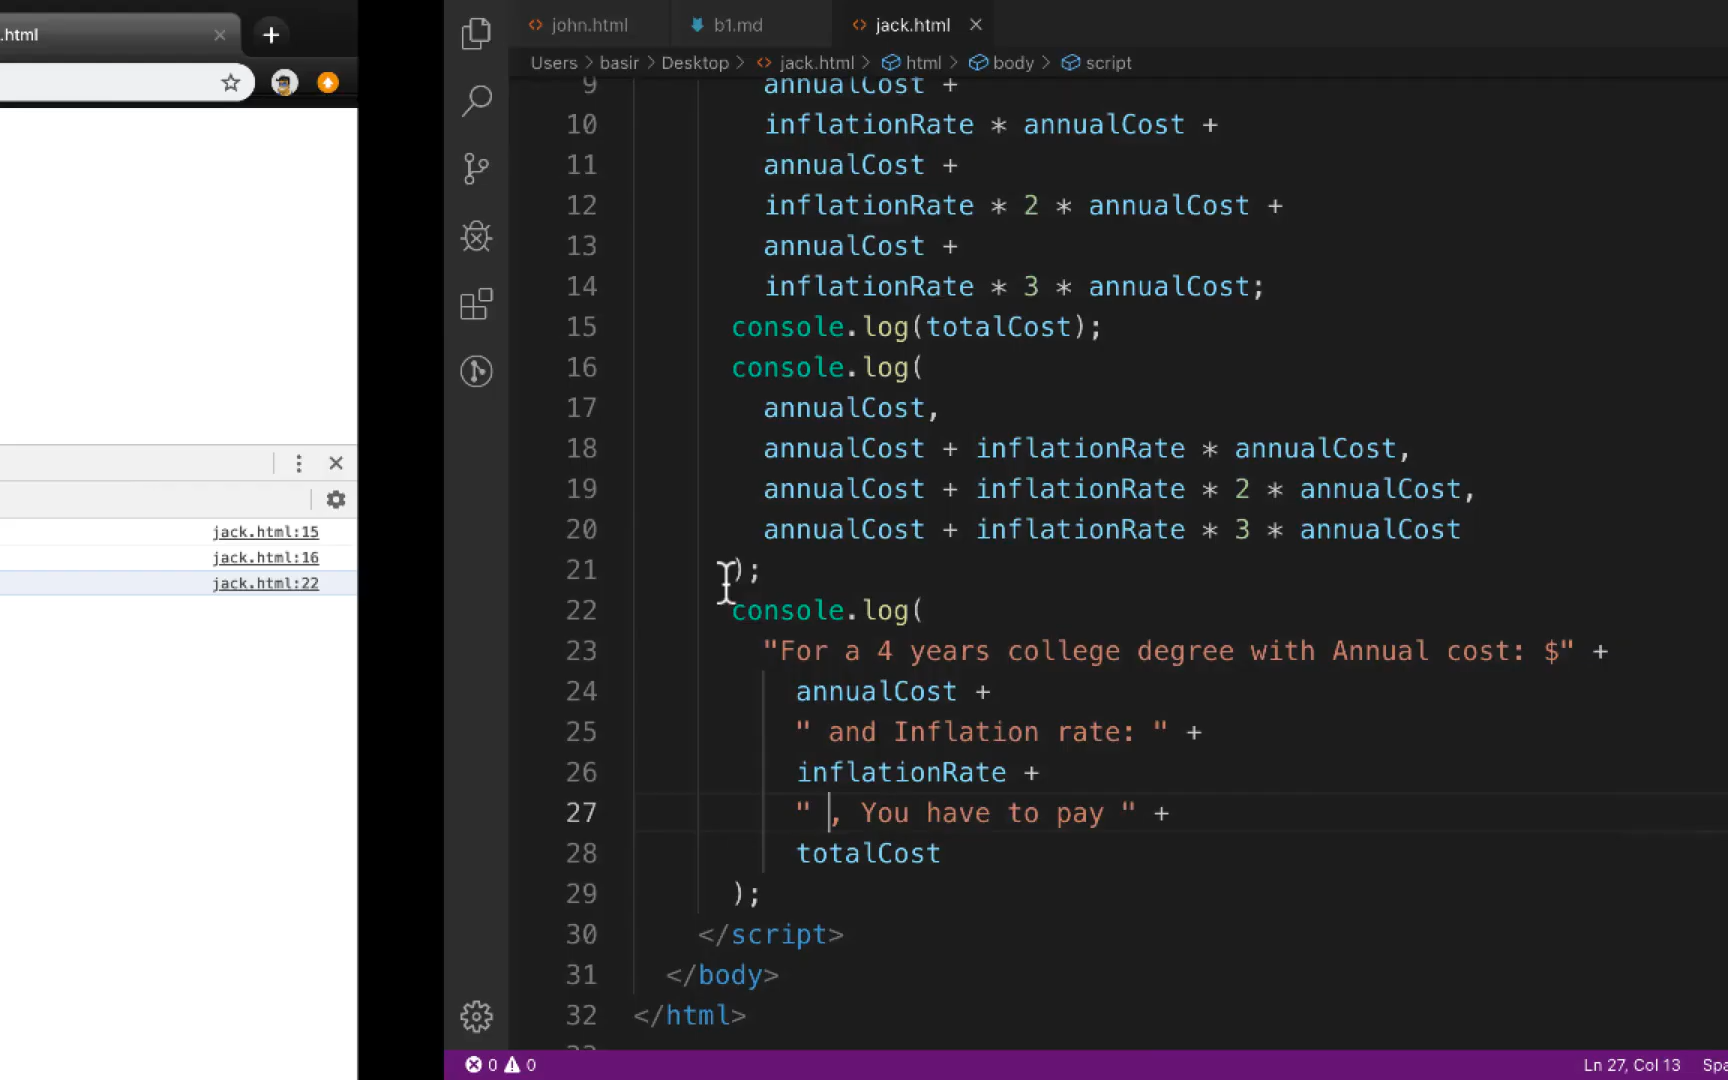 .html
jack.html:15
jack.html:16
jack.html:22
john.html
b1.md
jack.html
Users > basir > Desktop > jack.html > html > body > script
9 annualCost +
10 inflationRate * annualCost +
11 annualCost +
12 inflationRate * 2 * annualCost +
13 annualCost +
14 inflationRate * 3 * annualCost;
15 console.log(totalCost);
16 console.log(
17 annualCost,
18 annualCost + inflationRate * annualCost,
19 annualCost + inflationRate * 2 * annualCost,
20 annualCost + inflationRate * 3 * annualCost
21 );
22 console.log(
23 "For a 4 years college degree with Annual cost: $" +
24 annualCost +
25 " and Inflation rate: " +
26 inflationRate +
27 " , You have to pay " +
28 totalCost
29 );
30 </script>
31 </body>
32 </html>
0 0
Ln 27, Col 13